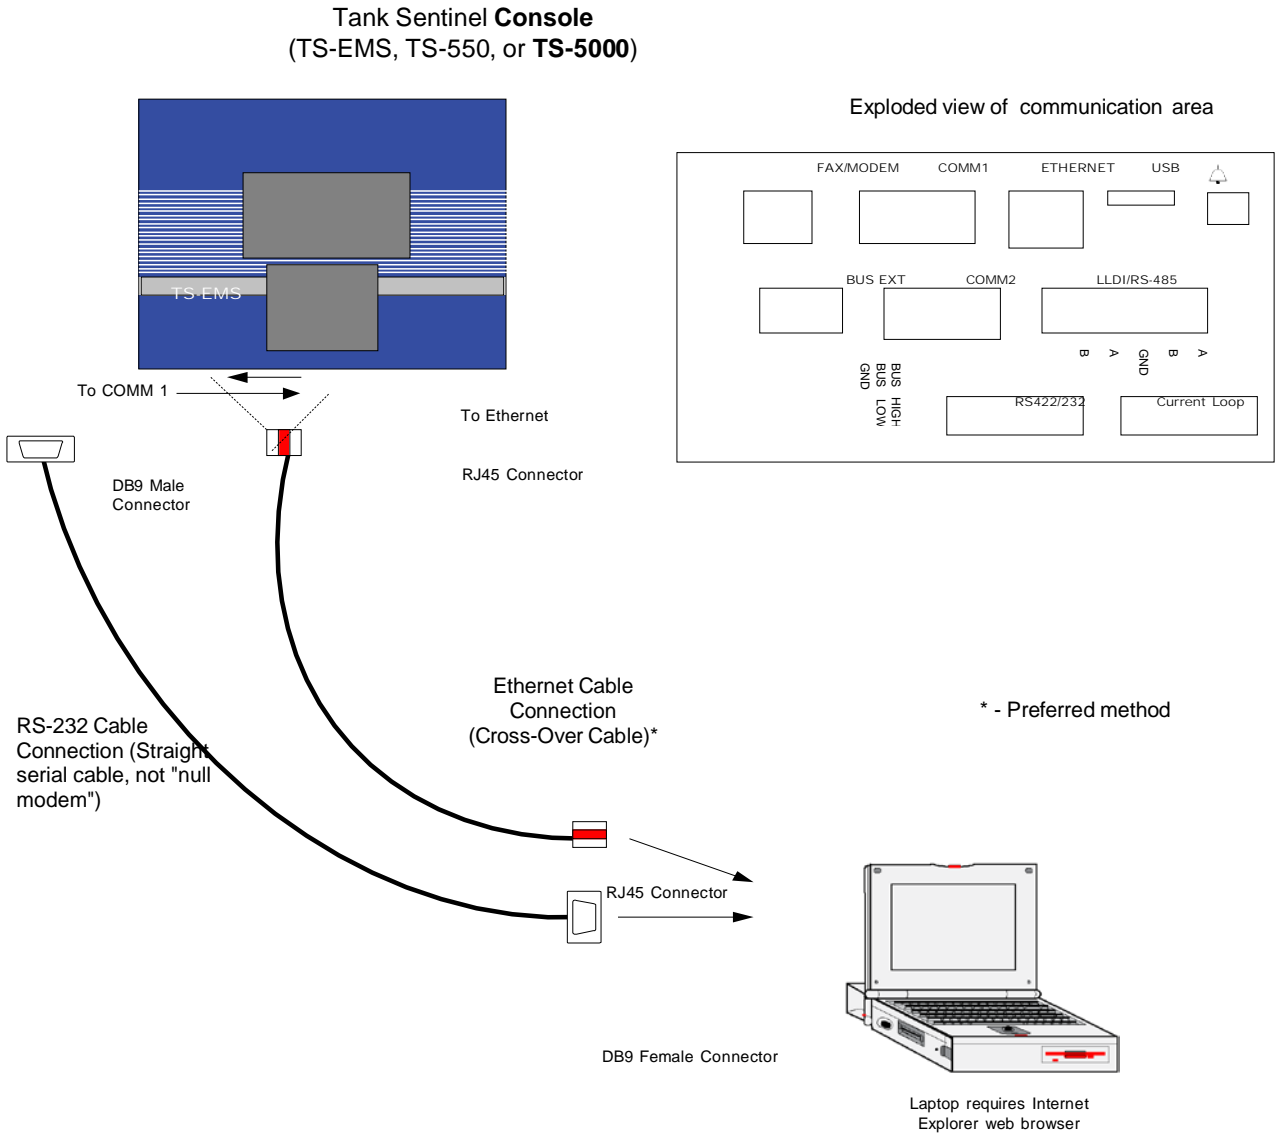 Tank Sentinel Console
(TS-EMS, TS-550, or TS-5000)
Exploded view of communication area
FAX/MODEM COMM1 ETHERNET USB
BUS EXT COMM2 LLDI/RS-485
B A GND B A
BUS HIGH
BUS LOW
GND
RS422/232 Current Loop
TS-EMS
To COMM 1
To Ethernet
RJ45 Connector
DB9 Male
Connector
Ethernet Cable
Connection
(Cross-Over Cable)*
* - Preferred method
RS-232 Cable
Connection (Straight
serial cable, not "null
modem")
RJ45 Connector
DB9 Female Connector
Laptop requires Internet
Explorer web browser